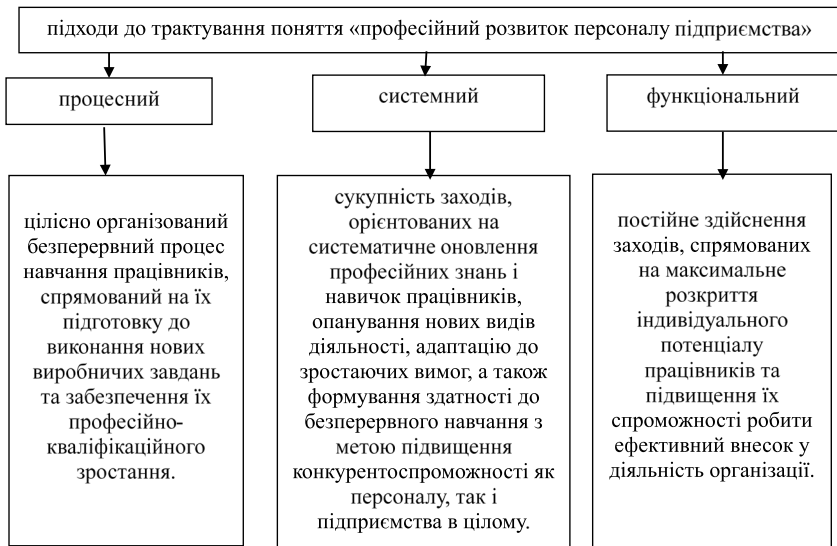 підходи до трактування поняття «професійний розвиток персоналу підприємства»
процесний
системний
функціональний
цілісно організований
безперервний процес
навчання працівників,
спрямований на їх
підготовку до
виконання нових
виробничих завдань
та забезпечення їх
професійно-
кваліфікаційного
зростання.
сукупність заходів,
орієнтованих на
систематичне оновлення
професійних знань і
навичок працівників,
опанування нових видів
діяльності, адаптацію до
зростаючих вимог, а також
формування здатності до
безперервного навчання з
метою підвищення
конкурентоспроможності як
персоналу, так і
підприємства в цілому.
постійне здійснення
заходів, спрямованих
на максимальне
розкриття
індивідуального
потенціалу
працівників та
підвищення їх
спроможності робити
ефективний внесок у
діяльність організації.